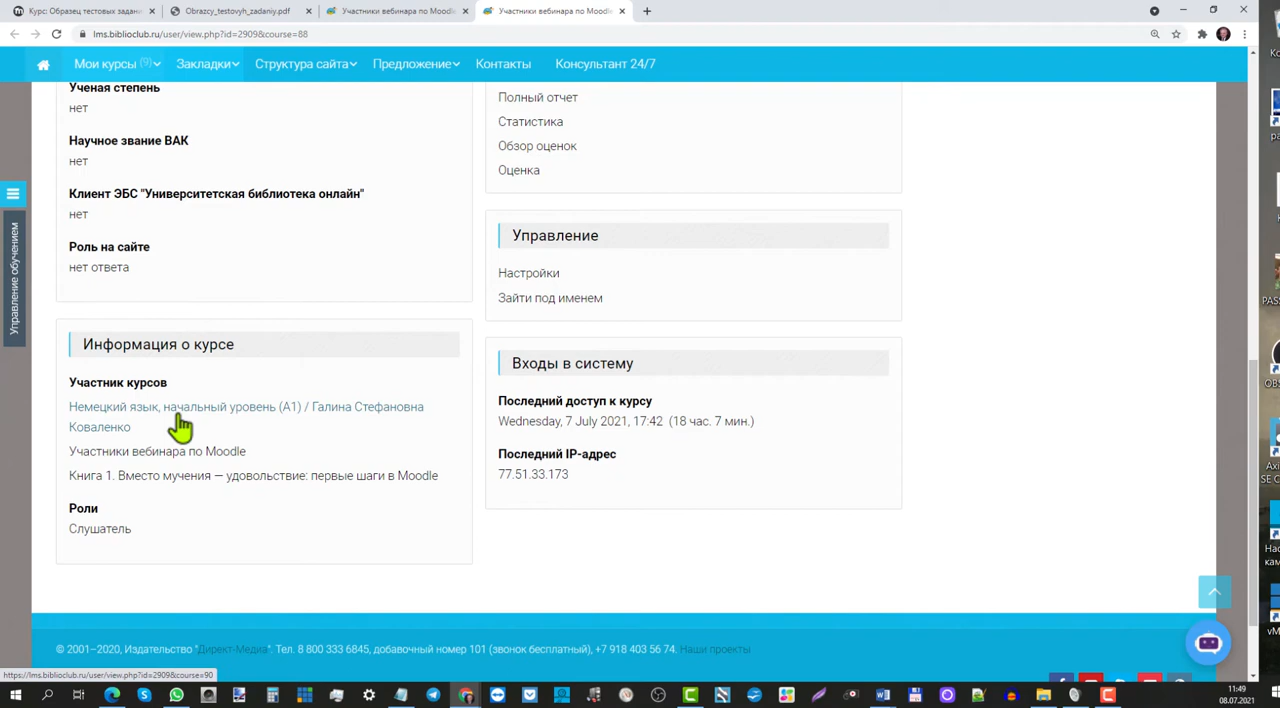 Курс: Образец тестовых задани
Obrazcy_testovyh_zadaniy.pdf
Участники вебинара по Moodle
Участники вебинара по Moodle
lms.biblioclub.ru/user/view.php?id=2909&course=88
Мои курсы (9)
Закладки
Структура сайта
Предложение
Контакты
Консультант 24/7
Управление обучением
Ученая степень
нет
Научное звание ВАК
нет
Клиент ЭБС "Университетская библиотека онлайн"
нет
Роль на сайте
нет ответа
Информация о курсе
Участник курсов
Немецкий язык, начальный уровень (А1) / Галина Стефановна
Коваленко
Участники вебинара по Moodle
Книга 1. Вместо мучения — удовольствие: первые шаги в Moodle
Роли
Слушатель
Полный отчет
Статистика
Обзор оценок
Оценка
Управление
Настройки
Зайти под именем
Входы в систему
Последний доступ к курсу
Wednesday, 7 July 2021, 17:42 (18 час. 7 мин.)
Последний IP-адрес
77.51.33.173
© 2001–2020, Издательство "Директ-Медиа". Тел. 8 800 333 6845, добавочный номер 101 (звонок бесплатный), +7 918 403 56 74. Наши проекты
https://lms.biblioclub.ru/user/view.php?id=2909&course=90
11:49
08.07.2021